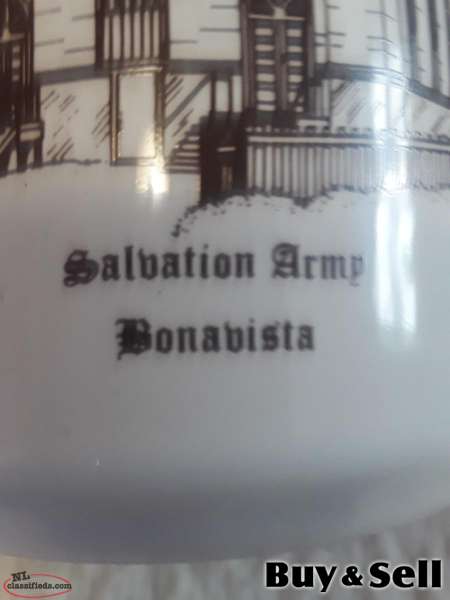 Salvation Army
Bonavista
NL
classifieds.com
Buy & Sell